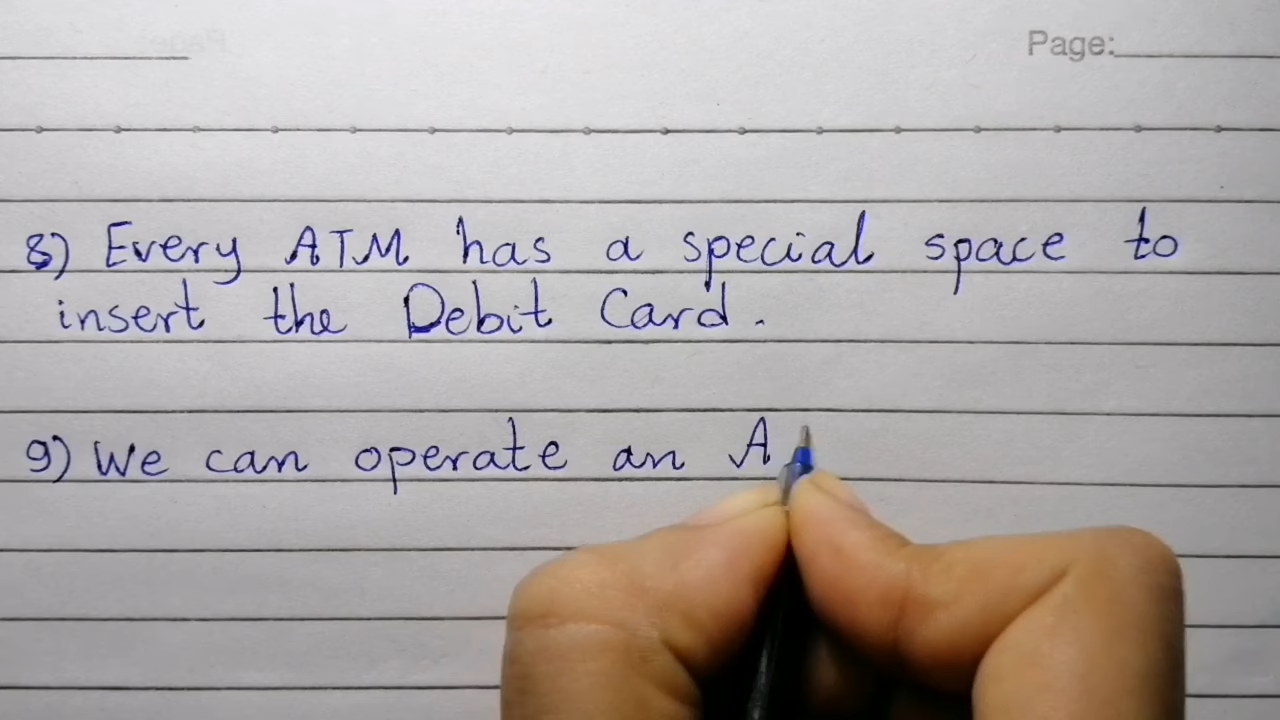 Page:
8) Every ATM has a special space to
insert the Debit Card.
9) We can operate an A